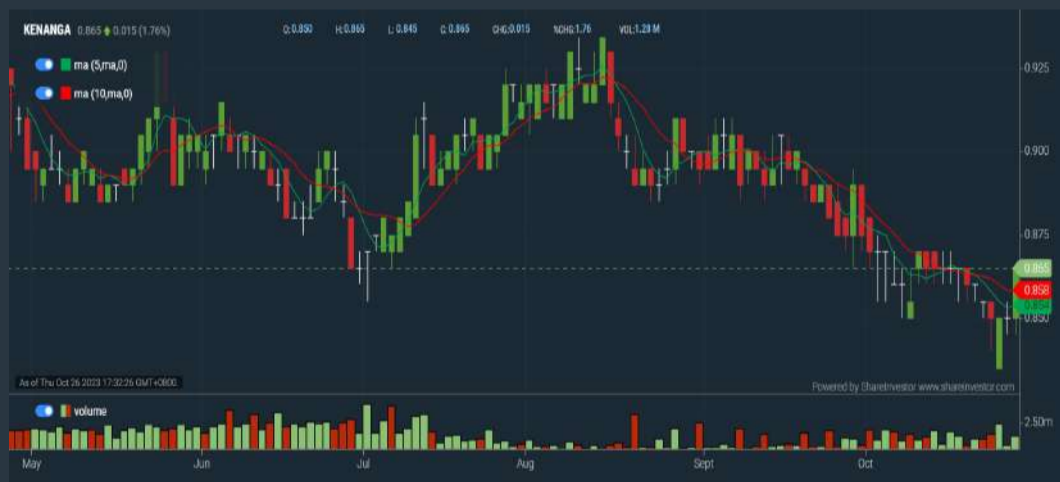 KENANGA 0.865 0.015 (1.76%) O:0.850 H:0.865 L:0.845 C:0.865 CHG:0.015 %CHG:1.76 VOL:1.28 M
ma (5,ma,0)
ma (10,ma,0)
0.925
0.900
0.875
0.865
0.858
0.854
0.850
As of Thu Oct 26 2023 17:32:26 GMT+0800.
Powered by ShareInvestor www.shareinvestor.com
volume
2.50m
May Jun Jul Aug Sept Oct